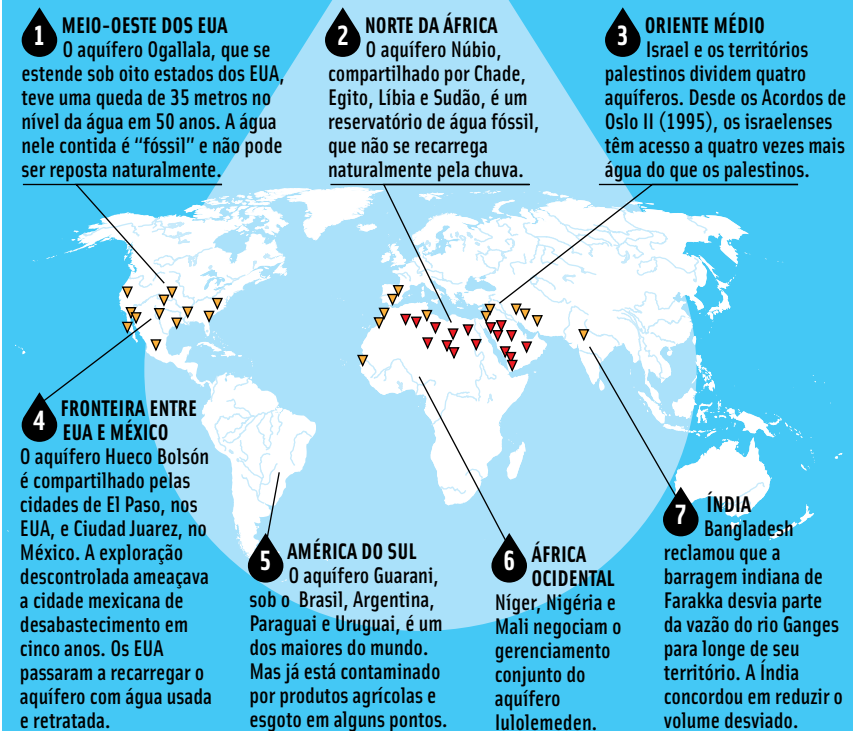 1
MEIO-OESTE DOS EUA
O aquífero Ogallala, que se
estende sob oito estados dos EUA,
teve uma queda de 35 metros no
nível da água em 50 anos. A água
nele contida é “fóssil” e não pode
ser reposta naturalmente.
2
NORTE DA ÁFRICA
O aquífero Núbio,
compartilhado por Chade,
Egito, Líbia e Sudão, é um
reservatório de água fóssil,
que não se recarrega
naturalmente pela chuva.
3
ORIENTE MÉDIO
Israel e os territórios
palestinos dividem quatro
aquíferos. Desde os Acordos de
Oslo II (1995), os israelenses
têm acesso a quatro vezes mais
água do que os palestinos.
4
FRONTEIRA ENTRE
EUA E MÉXICO
O aquífero Hueco Bolsón
é compartilhado pelas
cidades de El Paso, nos
EUA, e Ciudad Juarez, no
México. A exploração
descontrolada ameaçava
a cidade mexicana de
desabastecimento em
cinco anos. Os EUA
passaram a recarregar o
aquífero com água usada
e retratada.
5
AMÉRICA DO SUL
O aquífero Guarani,
sob o Brasil, Argentina,
Paraguai e Uruguai, é um
dos maiores do mundo.
Mas já está contaminado
por produtos agrícolas e
esgoto em alguns pontos.
6
ÁFRICA
OCIDENTAL
Níger, Nigéria e
Mali negociam o
gerenciamento
conjunto do
aquífero
Iulolemeden.
7
ÍNDIA
Bangladesh
reclamou que a
barragem indiana de
Farakka desvia parte
da vazão do rio Ganges
para longe de seu
território. A Índia
concordou em reduzir o
volume desviado.